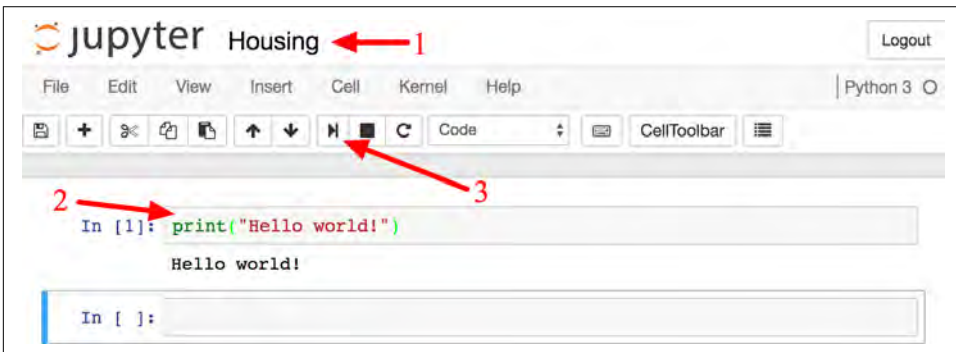 jupyter Housing 1 Logout
File Edit View Insert Cell Kernel Help Python 3
Code CellToolbar
3
2
In [1]: print("Hello world!")
Hello world!
In [ ]: